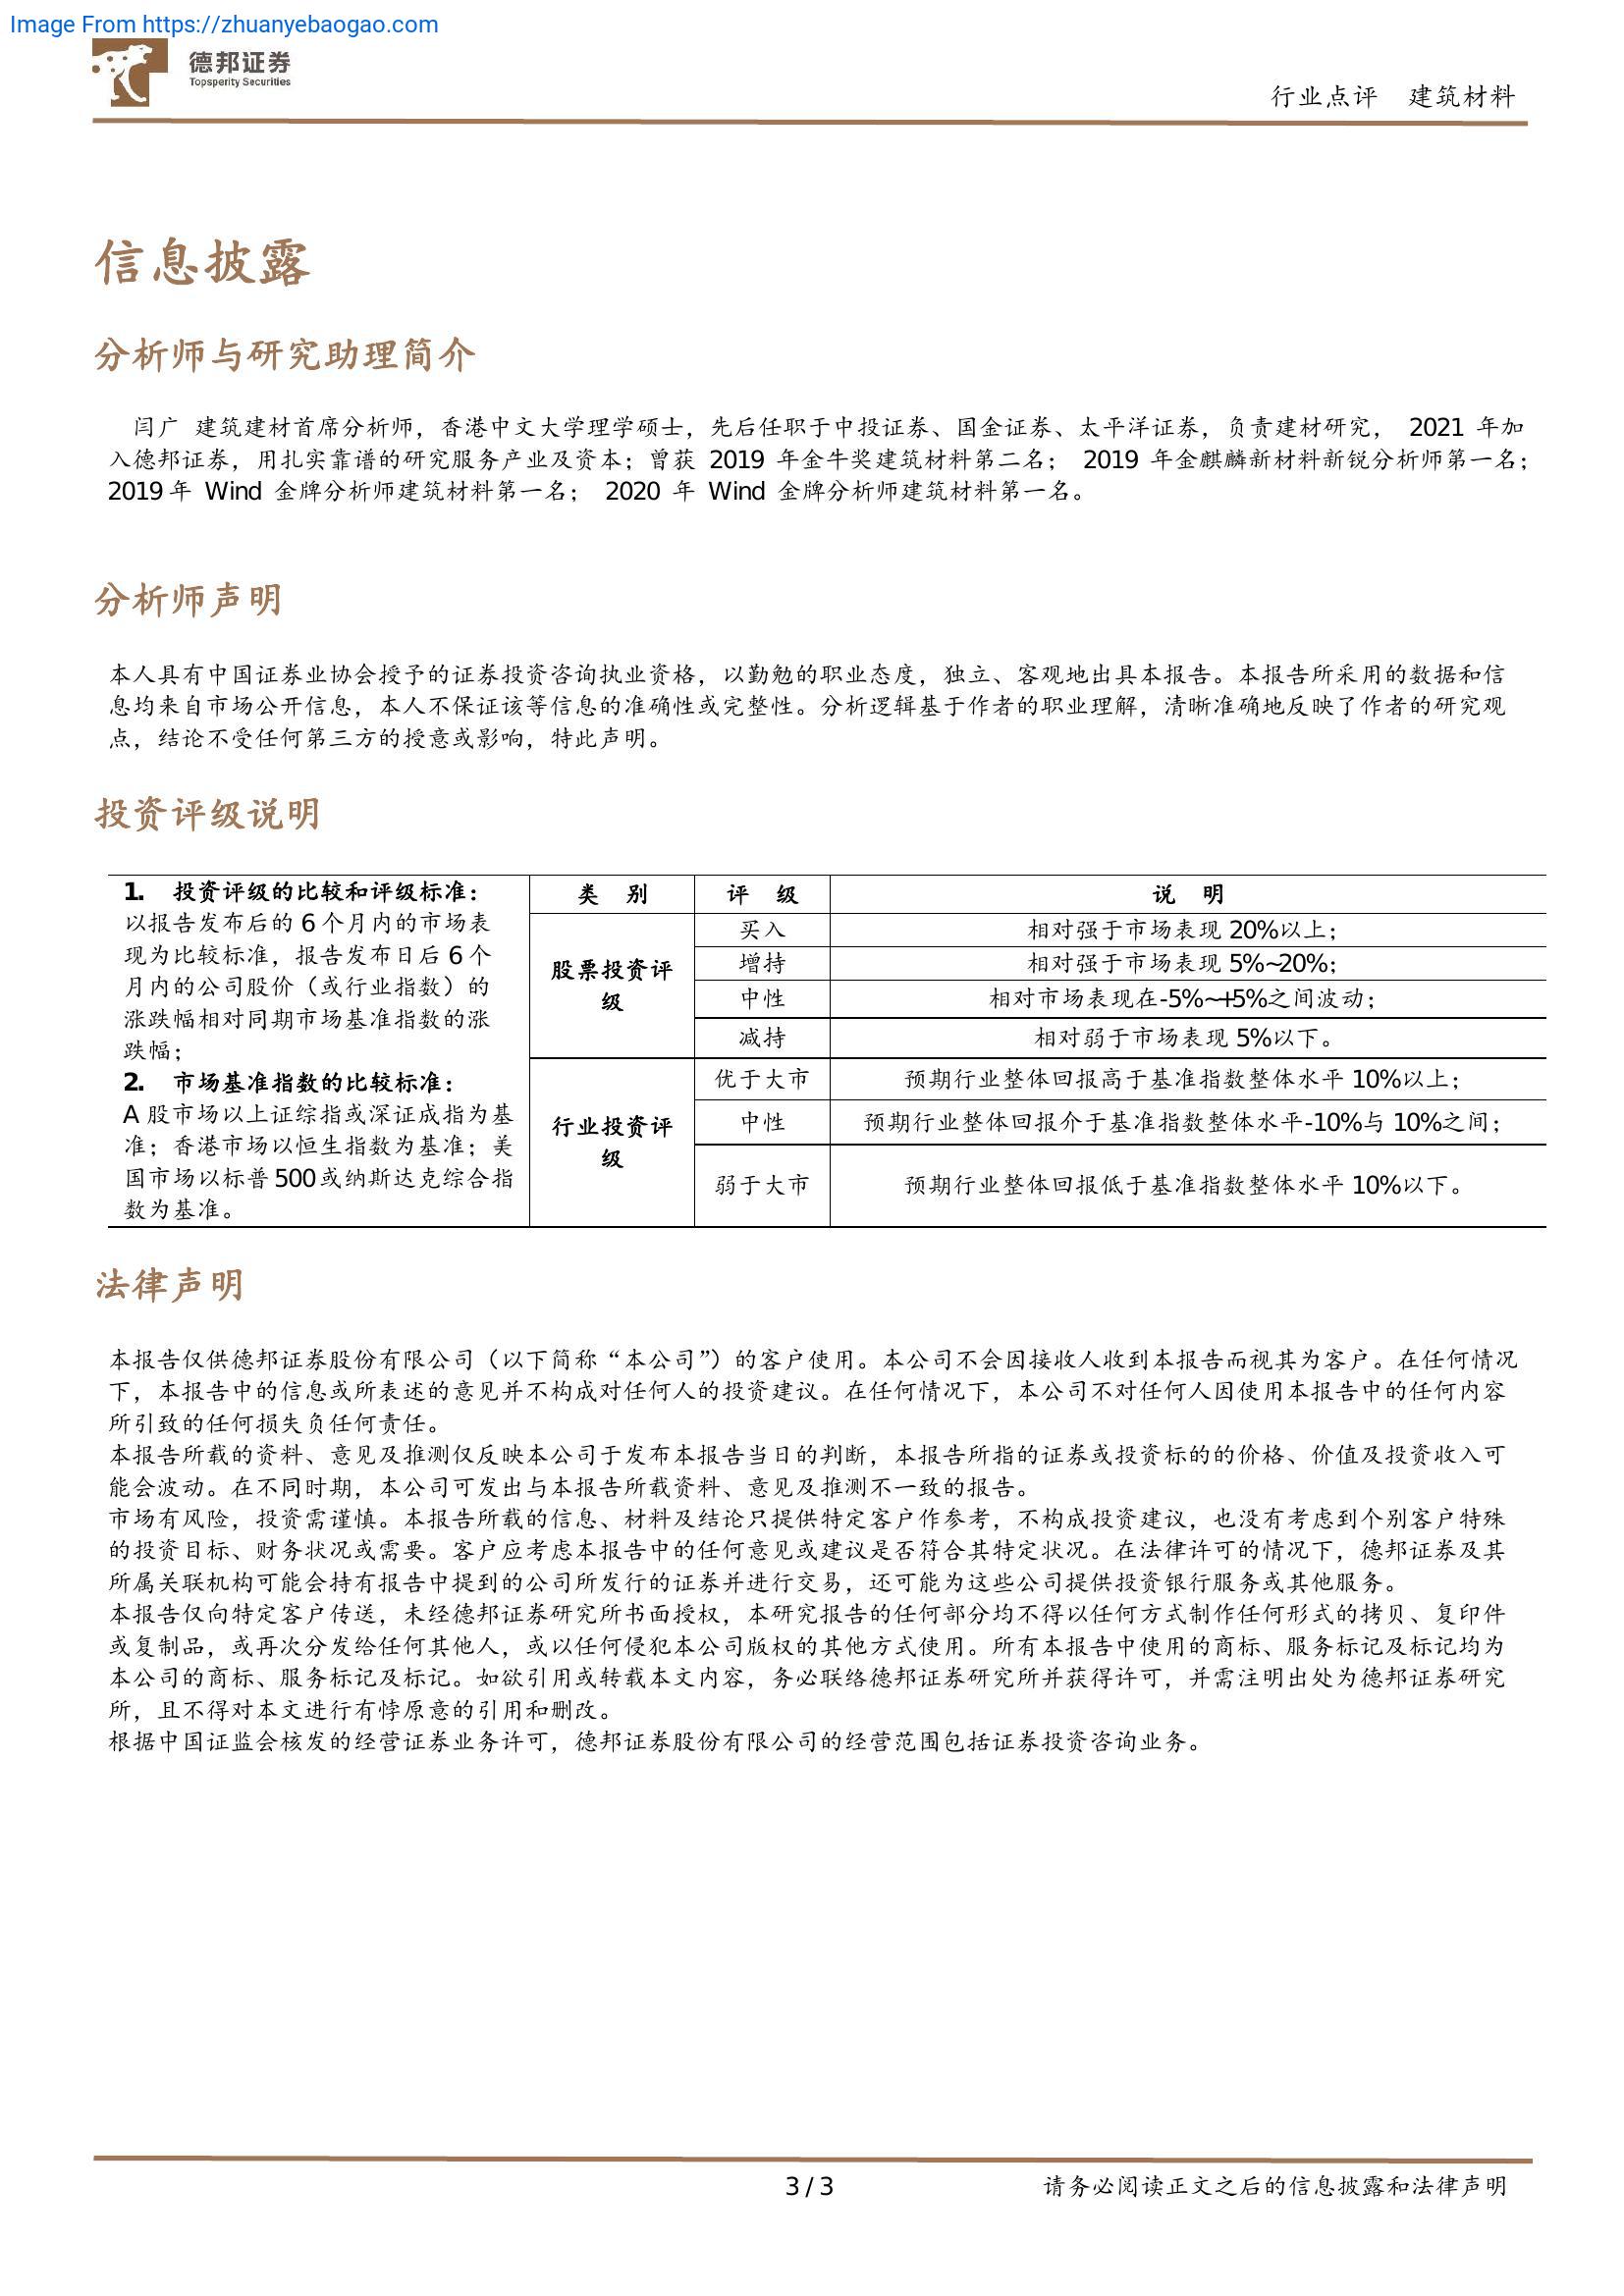 Image From https://zhuanyebaogao.com
德邦证券
Topsperity Securities
行业点评 建筑材料
信息披露
分析师与研究助理简介
闫广 建筑建材首席分析师，香港中文大学理学硕士，先后任职于中投证券、国金证券、太平洋证券，负责建材研究， 2021 年加
入德邦证券，用扎实靠谱的研究服务产业及资本；曾获 2019 年金牛奖建筑材料第二名； 2019 年金麒麟新材料新锐分析师第一名；
2019 年 Wind 金牌分析师建筑材料第一名； 2020 年 Wind 金牌分析师建筑材料第一名。
分析师声明
本人具有中国证券业协会授予的证券投资咨询执业资格，以勤勉的职业态度，独立、客观地出具本报告。本报告所采用的数据和信
息均来自市场公开信息，本人不保证该等信息的准确性或完整性。分析逻辑基于作者的职业理解，清晰准确地反映了作者的研究观
点，结论不受任何第三方的授意或影响，特此声明。
投资评级说明
1. 投资评级的比较和评级标准：
以报告发布后的 6 个月内的市场表
现为比较标准，报告发布日后 6 个
月内的公司股价（或行业指数）的
涨跌幅相对同期市场基准指数的涨
跌幅；
2. 市场基准指数的比较标准：
A 股市场以上证综指或深证成指为基
准；香港市场以恒生指数为基准；美
国市场以标普 500 或纳斯达克综合指
数为基准。
类 别 评 级 说 明
股票投资评
级
买入 相对强于市场表现 20%以上；
增持 相对强于市场表现 5%~20%；
中性 相对市场表现在-5%~+5%之间波动；
减持 相对弱于市场表现 5%以下。
行业投资评
级
优于大市 预期行业整体回报高于基准指数整体水平 10%以上；
中性 预期行业整体回报介于基准指数整体水平-10%与 10%之间；
弱于大市 预期行业整体回报低于基准指数整体水平 10%以下。
法律声明
本报告仅供德邦证券股份有限公司（以下简称“本公司”）的客户使用。本公司不会因接收人收到本报告而视其为客户。在任何情况
下，本报告中的信息或所表述的意见并不构成对任何人的投资建议。在任何情况下，本公司不对任何人因使用本报告中的任何内容
所引致的任何损失负任何责任。
本报告所载的资料、意见及推测仅反映本公司于发布本报告当日的判断，本报告所指的证券或投资标的的价格、价值及投资收入可
能会波动。在不同时期，本公司可发出与本报告所载资料、意见及推测不一致的报告。
市场有风险，投资需谨慎。本报告所载的信息、材料及结论只提供特定客户作参考，不构成投资建议，也没有考虑到个别客户特殊
的投资目标、财务状况或需要。客户应考虑本报告中的任何意见或建议是否符合其特定状况。在法律许可的情况下，德邦证券及其
所属关联机构可能会持有报告中提到的公司所发行的证券并进行交易，还可能为这些公司提供投资银行服务或其他服务。
本报告仅向特定客户传送，未经德邦证券研究所书面授权，本研究报告的任何部分均不得以任何方式制作任何形式的拷贝、复印件
或复制品，或再次分发给任何其他人，或以任何侵犯本公司版权的其他方式使用。所有本报告中使用的商标、服务标记及标记均为
本公司的商标、服务标记及标记。如欲引用或转载本文内容，务必联络德邦证券研究所并获得许可，并需注明出处为德邦证券研究
所，且不得对本文进行有悖原意的引用和删改。
根据中国证监会核发的经营证券业务许可，德邦证券股份有限公司的经营范围包括证券投资咨询业务。
3 / 3
请务必阅读正文之后的信息披露和法律声明